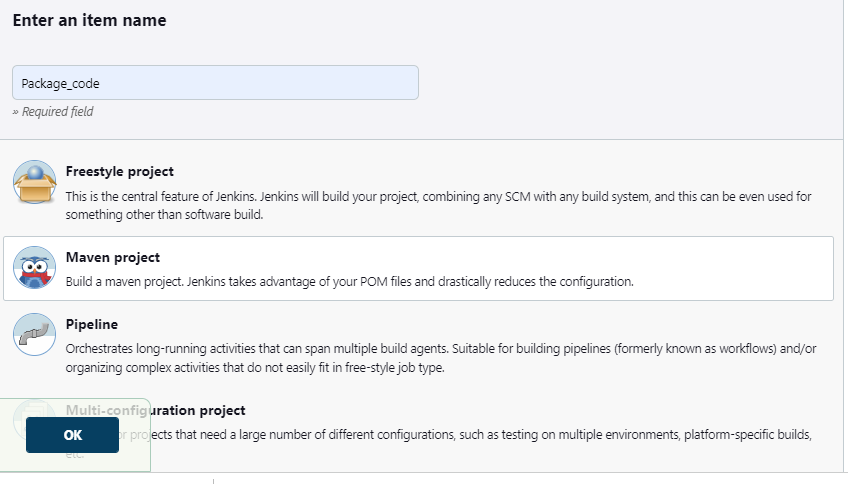 Enter an item name
Package_code
» Required field
Freestyle project
This is the central feature of Jenkins. Jenkins will build your project, combining any SCM with any build system, and this can be even used for
something other than software build.
Maven project
Build a maven project. Jenkins takes advantage of your POM files and drastically reduces the configuration.
Pipeline
Orchestrates long-running activities that can span multiple build agents. Suitable for building pipelines (formerly known as workflows) and/or
organizing complex activities that do not easily fit in free-style job type.
Multi-configuration project
OK
projects that need a large number of different configurations, such as testing on multiple environments, platform-specific builds,
etc.